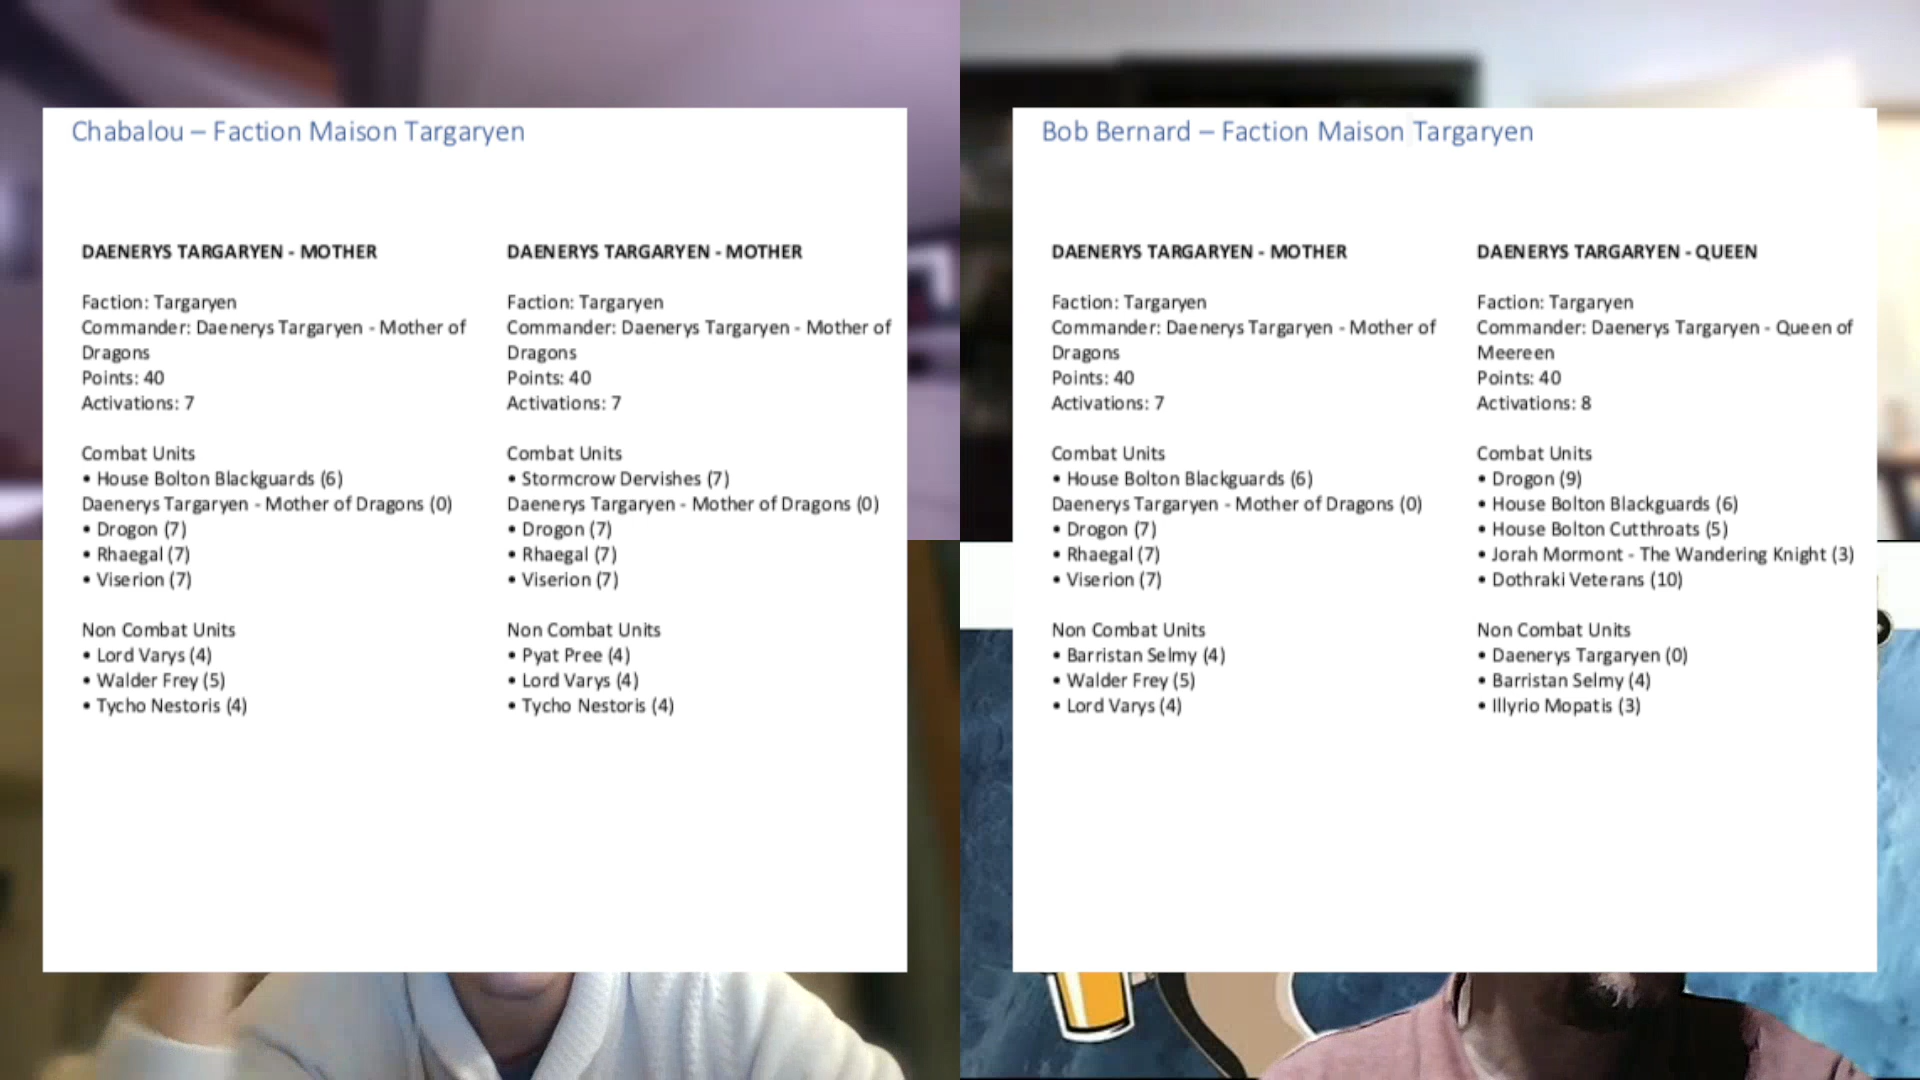 Chabalou – Faction Maison Targaryen
DAENERYS TARGARYEN - MOTHER
Faction: Targaryen
Commander: Daenerys Targaryen - Mother of
Dragons
Points: 40
Activations: 7
Combat Units
• House Bolton Blackguards (6)
Daenerys Targaryen - Mother of Dragons (0)
• Drogon (7)
• Rhaegal (7)
• Viserion (7)
Non Combat Units
• Lord Varys (4)
• Walder Frey (5)
• Tycho Nestoris (4)
DAENERYS TARGARYEN - MOTHER
Faction: Targaryen
Commander: Daenerys Targaryen - Mother of
Dragons
Points: 40
Activations: 7
Combat Units
• Stormcrow Dervishes (7)
Daenerys Targaryen - Mother of Dragons (0)
• Drogon (7)
• Rhaegal (7)
• Viserion (7)
Non Combat Units
• Pyat Pree (4)
• Lord Varys (4)
• Tycho Nestoris (4)
Bob Bernard – Faction Maison Targaryen
DAENERYS TARGARYEN - MOTHER
Faction: Targaryen
Commander: Daenerys Targaryen - Mother of
Dragons
Points: 40
Activations: 7
Combat Units
• House Bolton Blackguards (6)
Daenerys Targaryen - Mother of Dragons (0)
• Drogon (7)
• Rhaegal (7)
• Viserion (7)
Non Combat Units
• Barristan Selmy (4)
• Walder Frey (5)
• Lord Varys (4)
DAENERYS TARGARYEN - QUEEN
Faction: Targaryen
Commander: Daenerys Targaryen - Queen of
Meereen
Points: 40
Activations: 8
Combat Units
• Drogon (9)
• House Bolton Blackguards (6)
• House Bolton Cutthroats (5)
• Jorah Mormont - The Wandering Knight (3)
• Dothraki Veterans (10)
Non Combat Units
• Daenerys Targaryen (0)
• Barristan Selmy (4)
• Illyrio Mopatis (3)